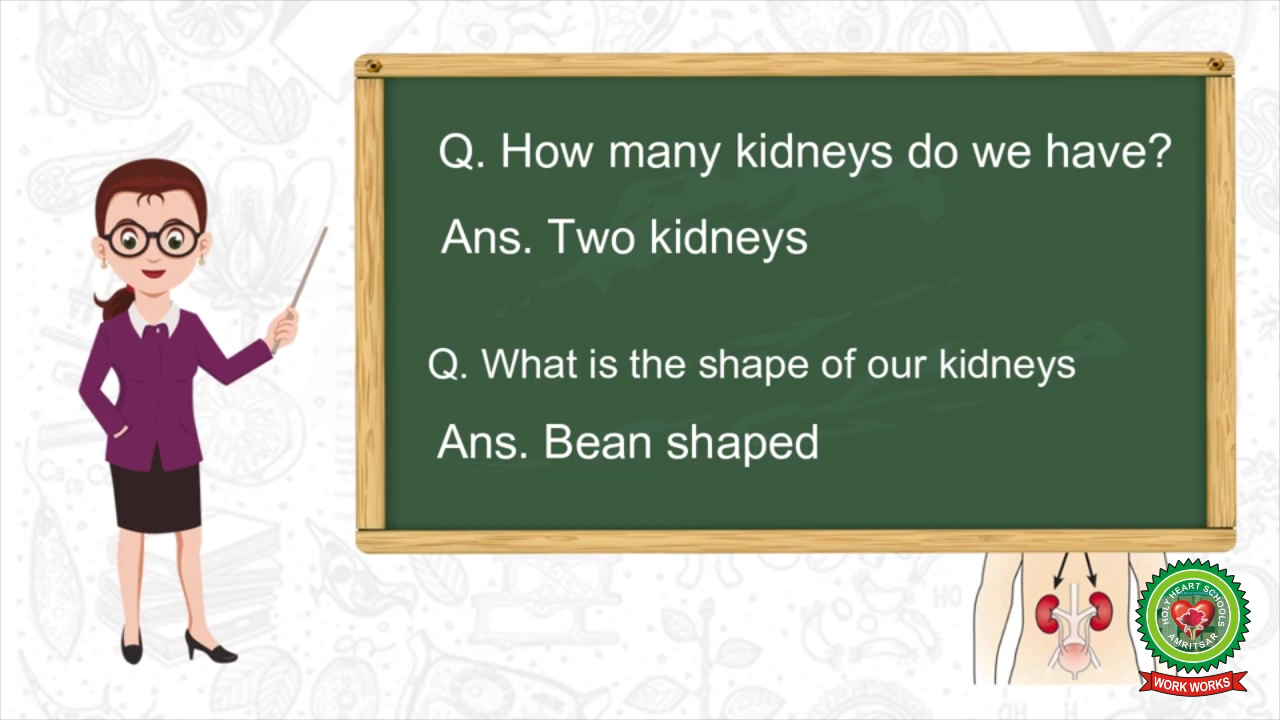 Q. How many kidneys do we have?
Ans. Two kidneys
Q. What is the shape of our kidneys
Ans. Bean shaped
HOLY HEART SCHOOLS
AMRITSAR
WORK WORKS